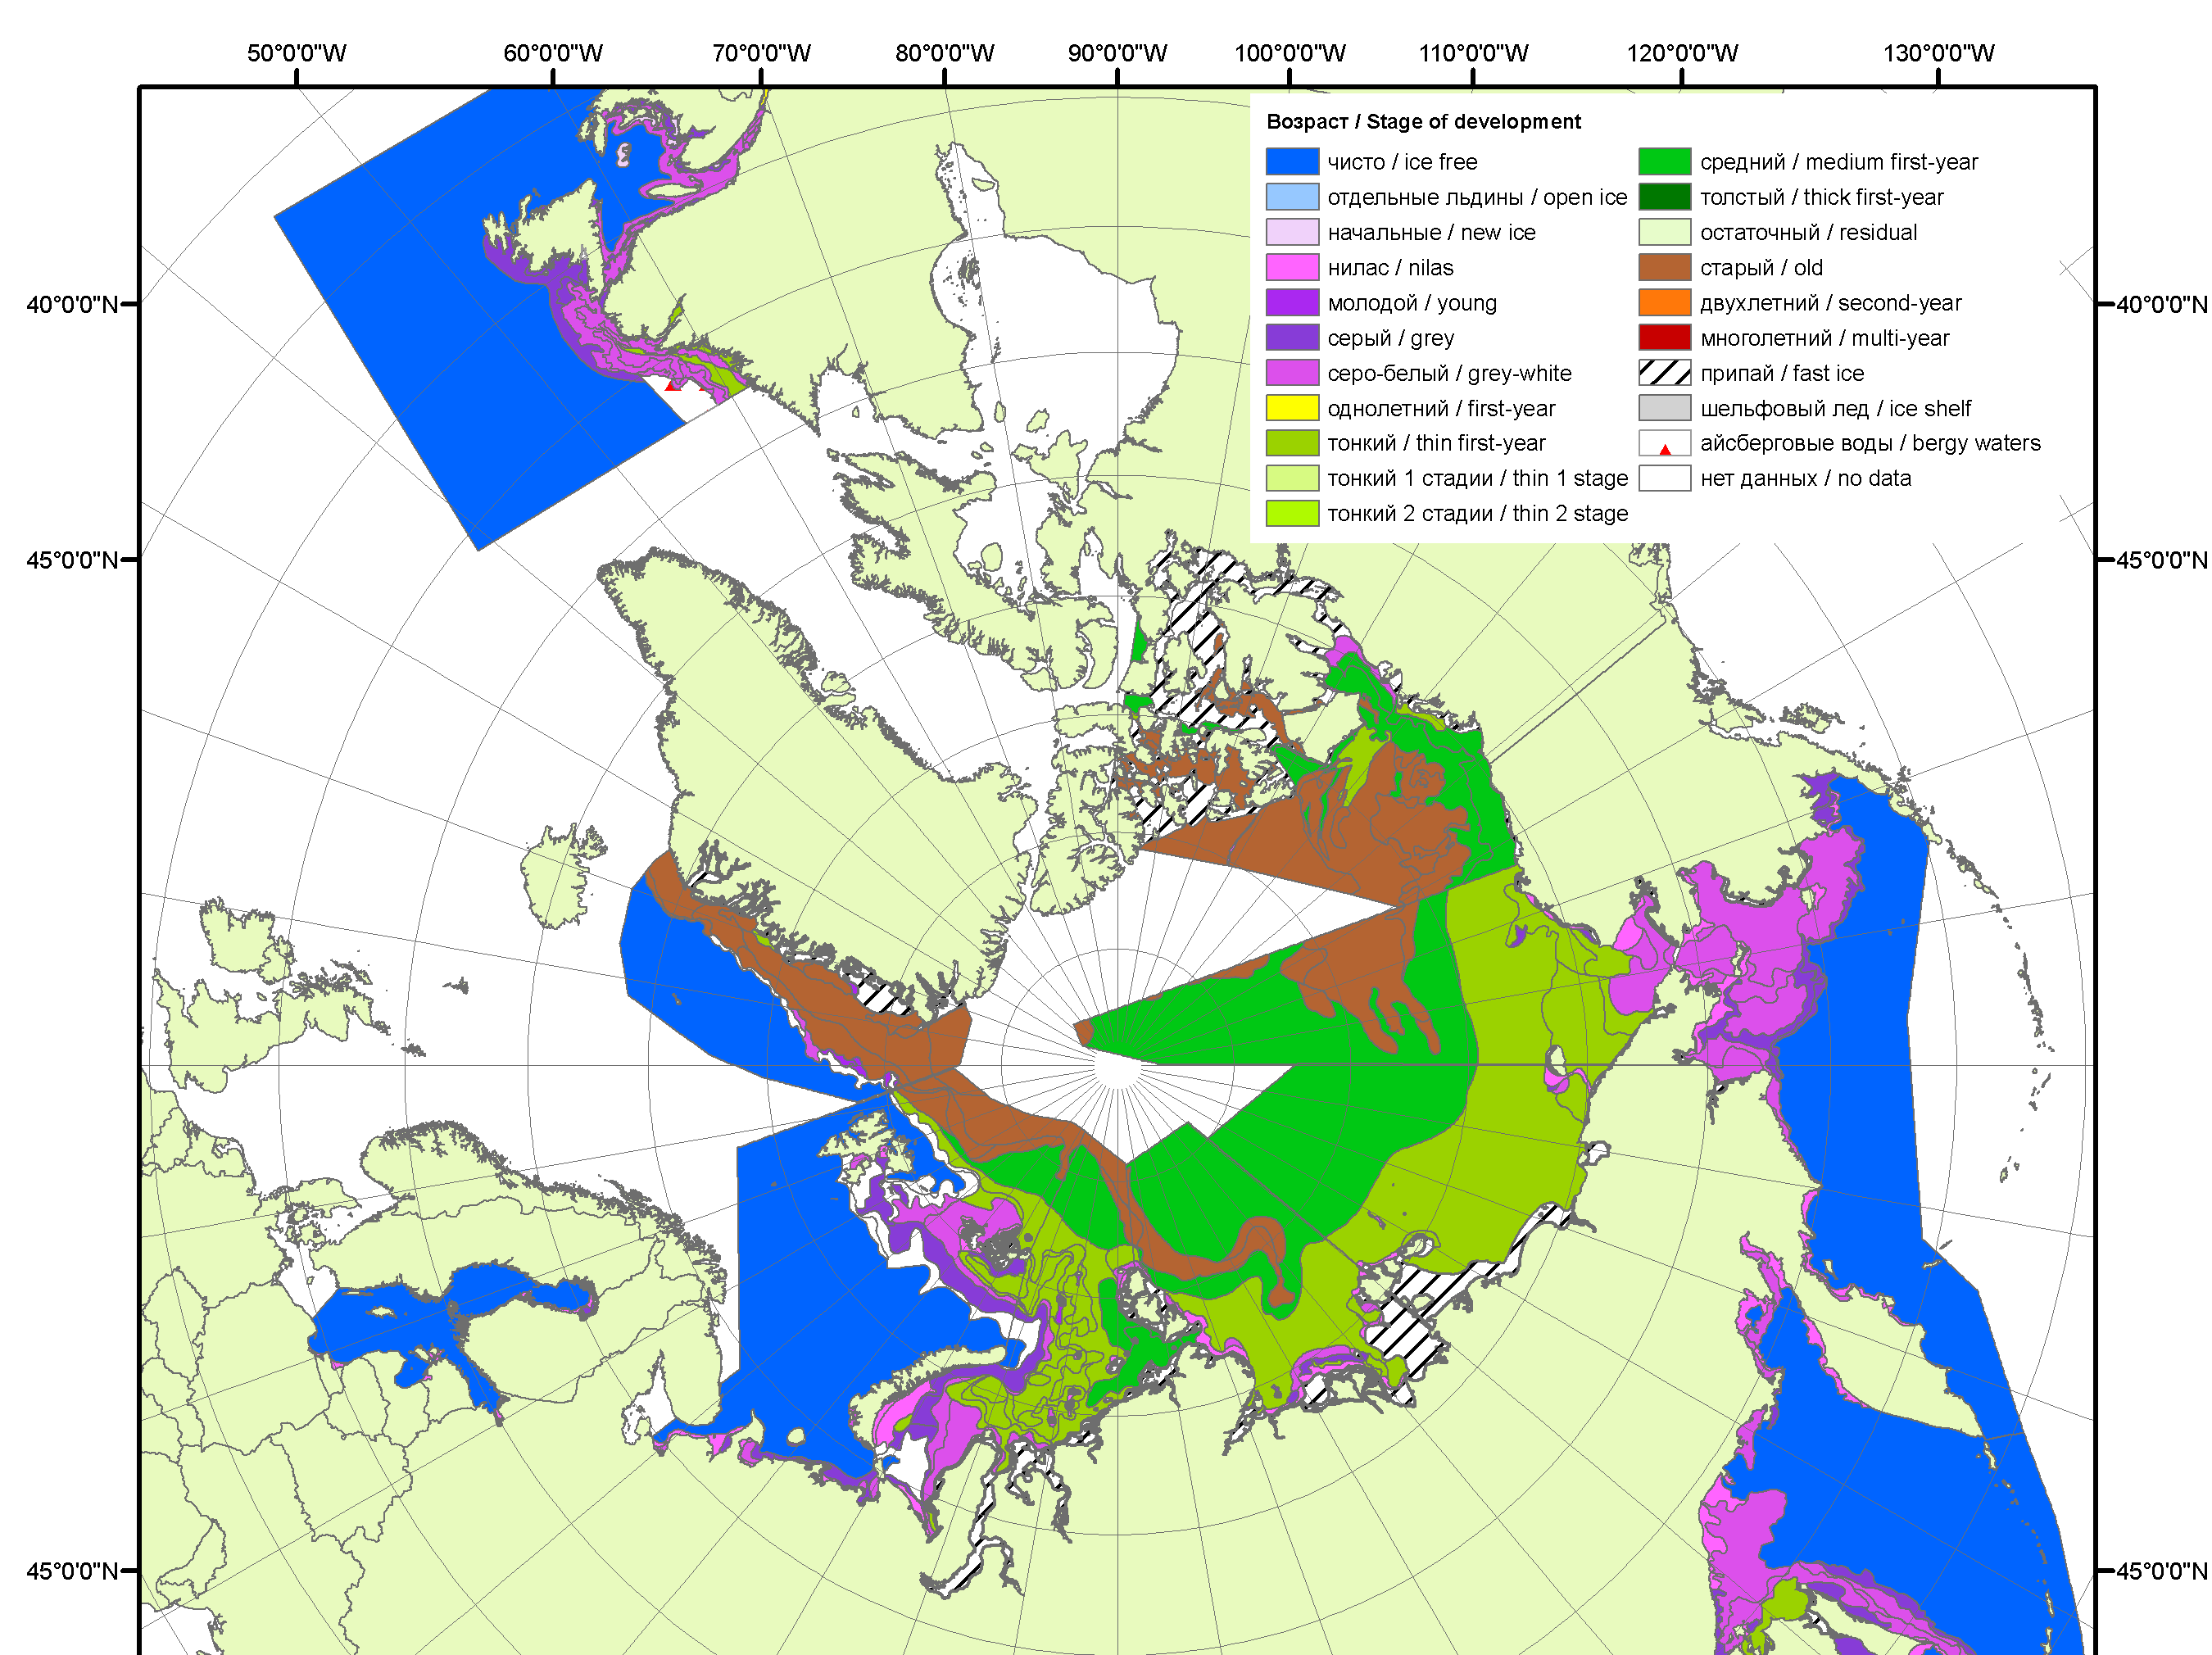 50°0'0"W 60°0'0"W 70°0'0"W 80°0'0"W 90°0'0"W 100°0'0"W 110°0'0"W 120°0'0"W 130°0'0"W
Возраст / Stage of development
чисто / ice free
отдельные льдины / open ice
начальные / new ice
нилас / nilas
молодой / young
серый / grey
серо-белый / grey-white
однолетний / first-year
тонкий / thin first-year
тонкий 1 стадии / thin 1 stage
тонкий 2 стадии / thin 2 stage
средний / medium first-year
толстый / thick first-year
остаточный / residual
старый / old
двухлетний / second-year
многолетний / multi-year
припай / fast ice
шельфовый лед / ice shelf
айсберговые воды / bergy waters
нет данных / no data
40°0'0"N 40°0'0"N
45°0'0"N 45°0'0"N
45°0'0"N 45°0'0"N